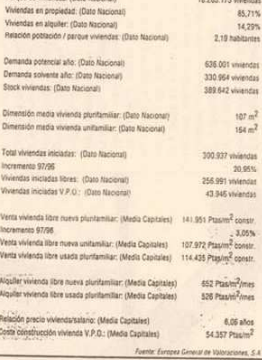 Viviendas en propiedad: (Dato Nacional) 85,71%
Viviendas en alquiler: (Dato Nacional) 14,29%
Relación población / parque viviendas: (Dato Nacional) 2,19 habitantes
Demanda potencial año: (Dato Nacional) 636.001 viviendas
Demanda solvente año: (Dato Nacional) 330.964 viviendas
Stock viviendas: (Dato Nacional) 389.642 viviendas
Dimensión media vivienda plurifamiliar: (Dato Nacional) 107 m²
Dimensión media vivienda unifamiliar: (Dato Nacional) 164 m²
Total viviendas iniciadas: (Dato Nacional) 300.937 viviendas
Incremento 97/96 20,95%
Viviendas iniciadas libres: (Dato Nacional) 256.991 viviendas
Viviendas iniciadas V.P.O.: (Dato Nacional) 43.946 viviendas
Venta vivienda libre nueva plurifamiliar: (Media Capitales) 141.951 Ptas/m² constr.
Incremento 97/96 3,05%
Venta vivienda libre nueva unifamiliar: (Media Capitales) 107.972 Ptas/m² constr.
Venta vivienda libre usada plurifamiliar: (Media Capitales) 114.435 Ptas/m² constr.
Alquiler vivienda libre nueva plurifamiliar: (Media Capitales) 652 Ptas/m²/mes
Alquiler vivienda libre usada plurifamiliar: (Media Capitales) 526 Ptas/m²/mes
Relación precio vivienda/salario: (Media Capitales) 6,06 años
Coste construcción vivienda V.P.O.: (Media Capitales) 54.357 Ptas/m²
Fuente: Europea General de Valoraciones, S.A.